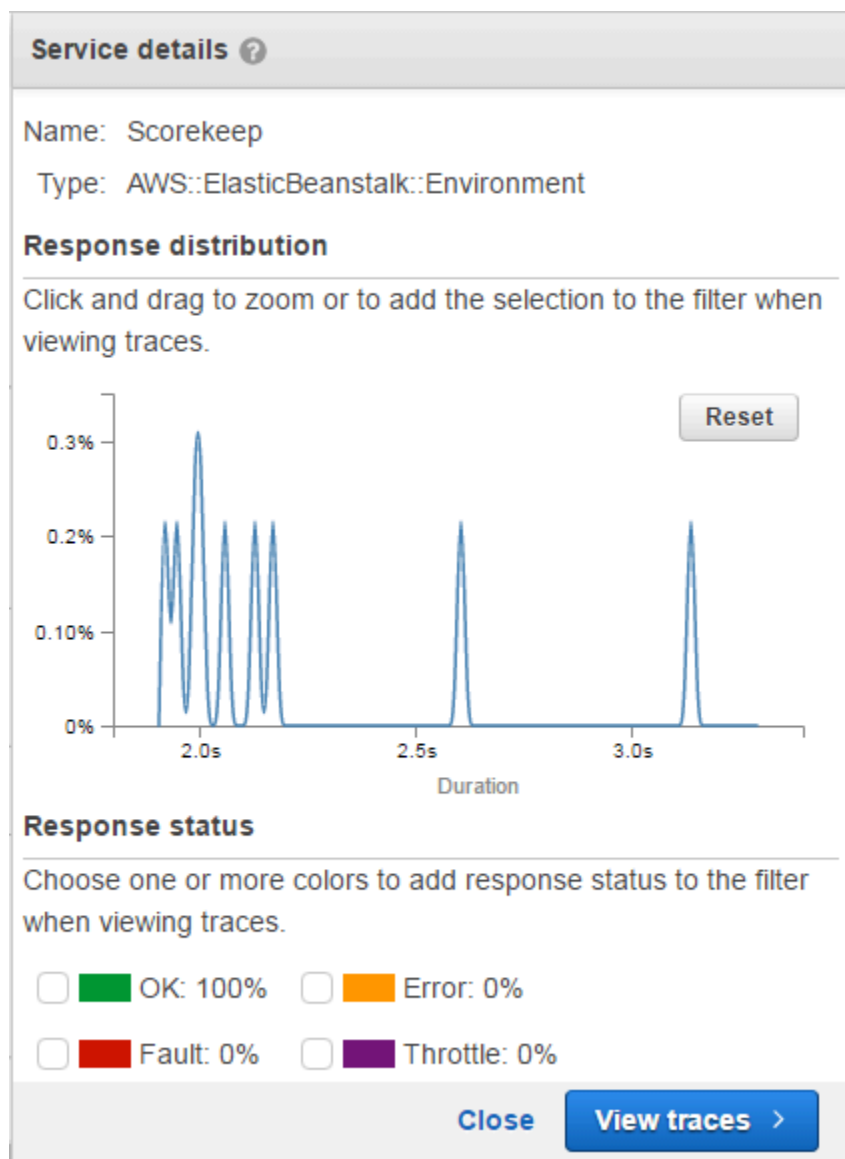 Service details ?
Name: Scorekeep
Type: AWS::ElasticBeanstalk::Environment
Response distribution
Click and drag to zoom or to add the selection to the filter when
viewing traces.
Reset
0.3%
0.2%
0.10%
0%
2.0s 2.5s 3.0s
Duration
Response status
Choose one or more colors to add response status to the filter
when viewing traces.
OK: 100% Error: 0%
Fault: 0% Throttle: 0%
Close View traces >